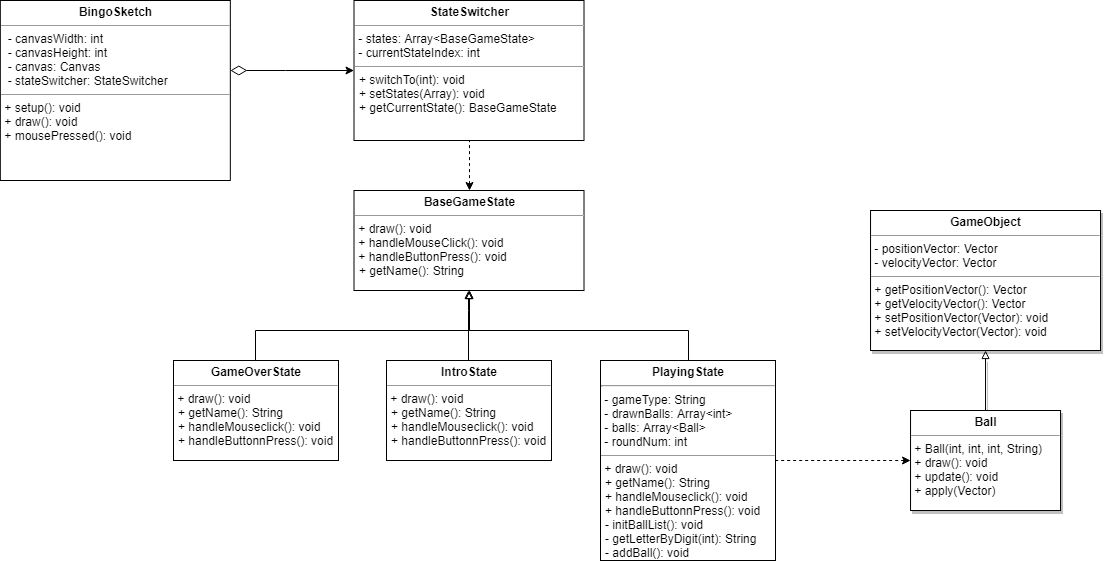 BingoSketch
- canvasWidth: int
- canvasHeight: int
- canvas: Canvas
- stateSwitcher: StateSwitcher
+ setup(): void
+ draw(): void
+ mousePressed(): void
StateSwitcher
- states: Array<BaseGameState>
- currentStateIndex: int
+ switchTo(int): void
+ setStates(Array): void
+ getCurrentState(): BaseGameState
BaseGameState
+ draw(): void
+ handleMouseClick(): void
+ handleButtonPress(): void
+ getName(): String
GameObject
- positionVector: Vector
- velocityVector: Vector
+ getPositionVector(): Vector
+ getVelocityVector(): Vector
+ setPositionVector(Vector): void
+ setVelocityVector(Vector): void
GameOverState
+ draw(): void
+ getName(): String
+ handleMouseclick(): void
+ handleButtonnPress(): void
IntroState
+ draw(): void
+ getName(): String
+ handleMouseclick(): void
+ handleButtonnPress(): void
PlayingState
- gameType: String
- drawnBalls: Array<int>
- balls: Array<Ball>
- roundNum: int
+ draw(): void
+ getName(): String
+ handleMouseclick(): void
+ handleButtonnPress(): void
- initBallList(): void
- getLetterByDigit(int): String
- addBall(): void
Ball
+ Ball(int, int, int, String)
+ draw(): void
+ update(): void
+ apply(Vector)